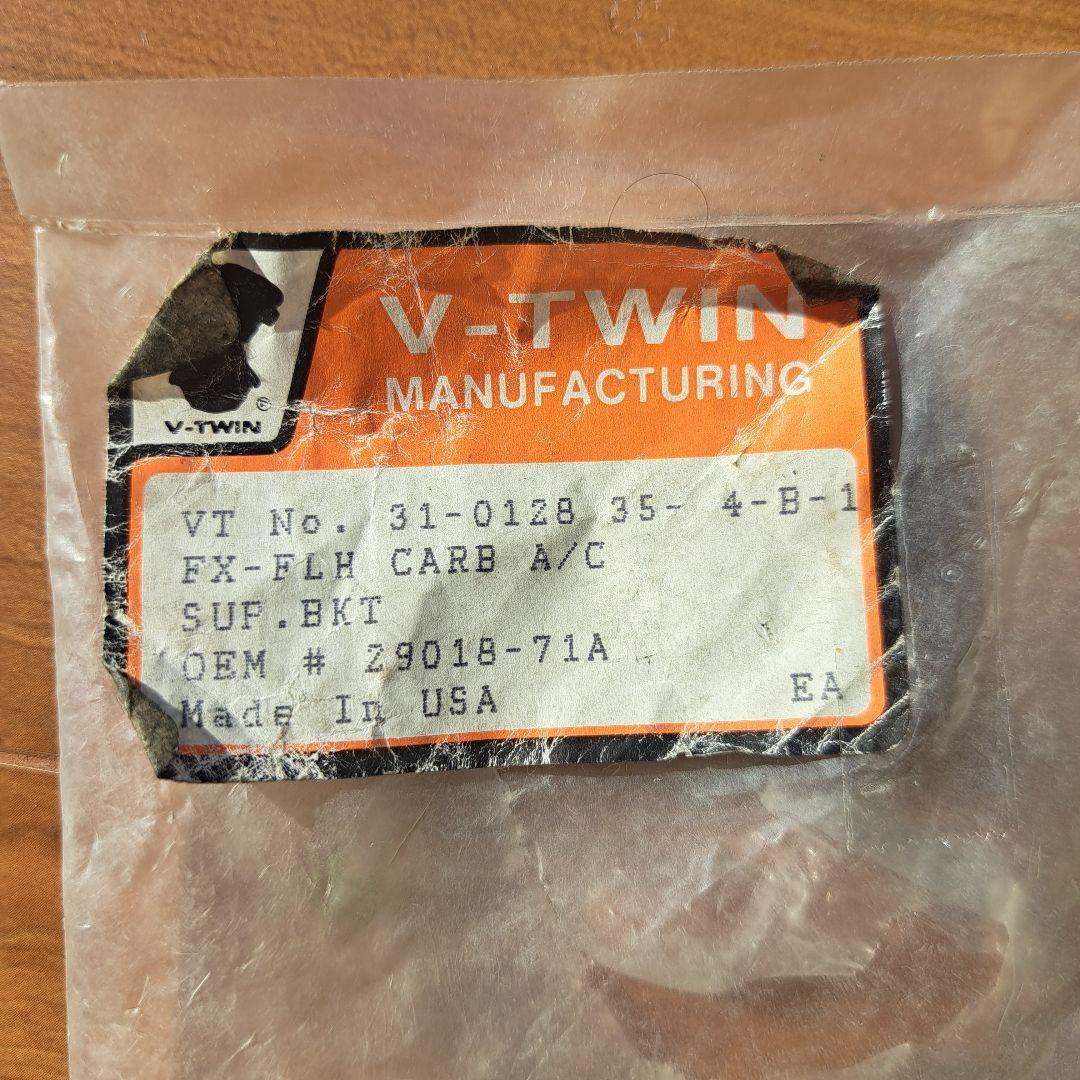 V-TWIN
MANUFACTURING
V-TWIN ®
VT No. 31-0128 35- 4-B-1
FX-FLH CARB A/C
SUP.BKT
OEM # 29018-71A
Made In USA EA